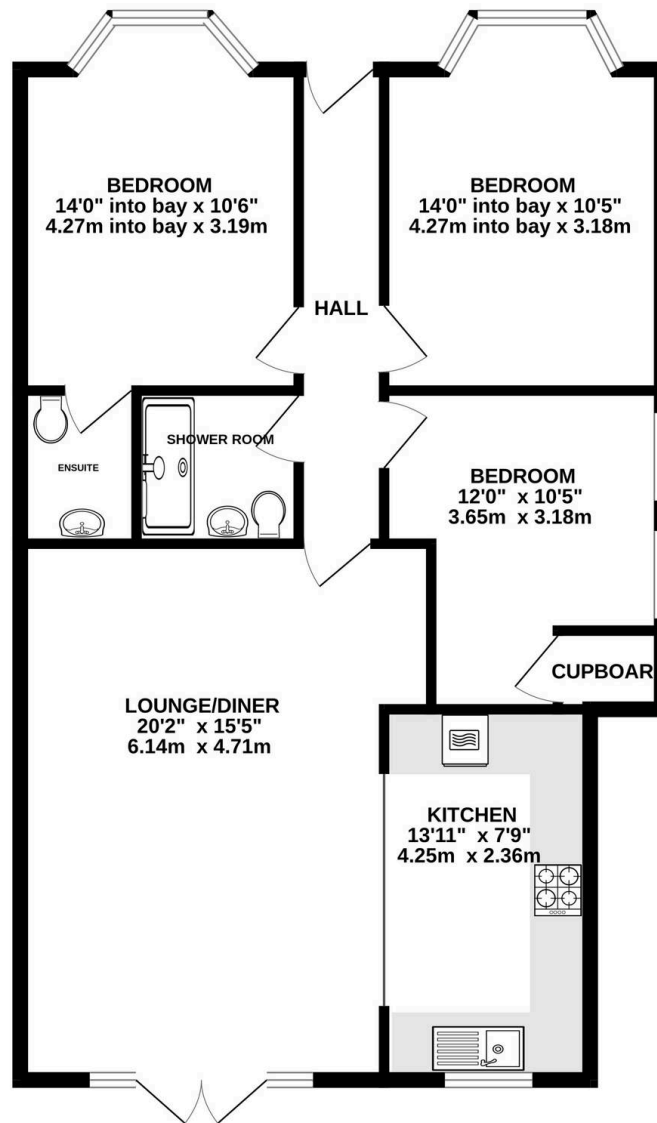 BEDROOM
14'0" into bay x 10'6"
4.27m into bay x 3.19m
BEDROOM
14'0" into bay x 10'5"
4.27m into bay x 3.18m
HALL
SHOWER ROOM
ENSUITE
BEDROOM
12'0" x 10'5"
3.65m x 3.18m
CUPBOAR
LOUNGE/DINER
20'2" x 15'5"
6.14m x 4.71m
KITCHEN
13'11" x 7'9"
4.25m x 2.36m